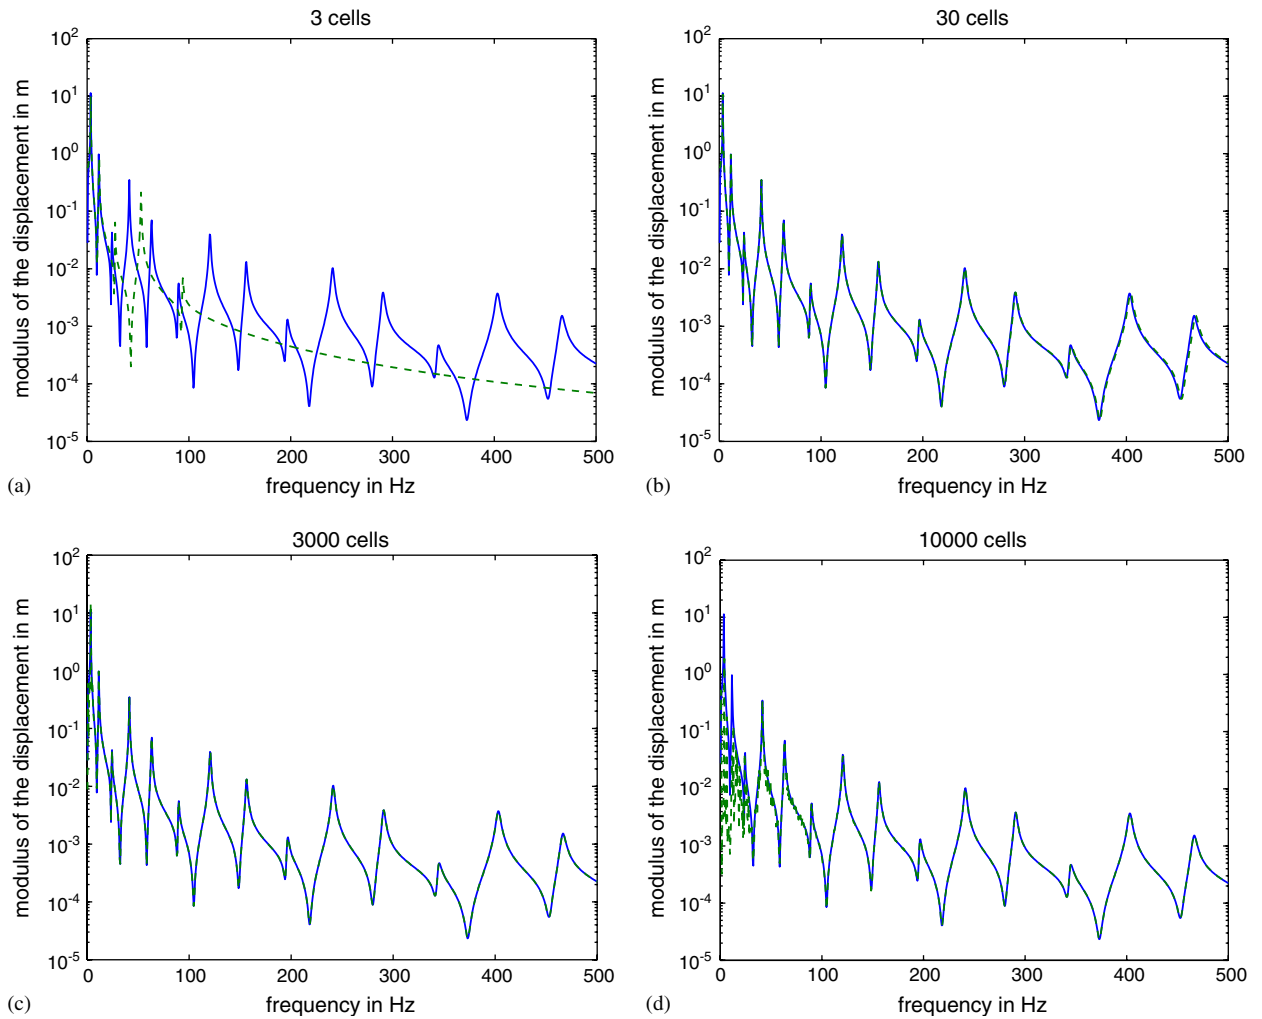 3 cells
10^2
10^1
10^0
10^-1
10^-2
10^-3
10^-4
10^-5
modulus of the displacement in m
0 100 200 300 400 500
frequency in Hz
(a)
30 cells
10^2
10^1
10^0
10^-1
10^-2
10^-3
10^-4
10^-5
modulus of the displacement in m
0 100 200 300 400 500
frequency in Hz
(b)
3000 cells
10^2
10^1
10^0
10^-1
10^-2
10^-3
10^-4
10^-5
modulus of the displacement in m
0 100 200 300 400 500
frequency in Hz
(c)
10000 cells
10^2
10^1
10^0
10^-1
10^-2
10^-3
10^-4
10^-5
modulus of the displacement in m
0 100 200 300 400 500
frequency in Hz
(d)